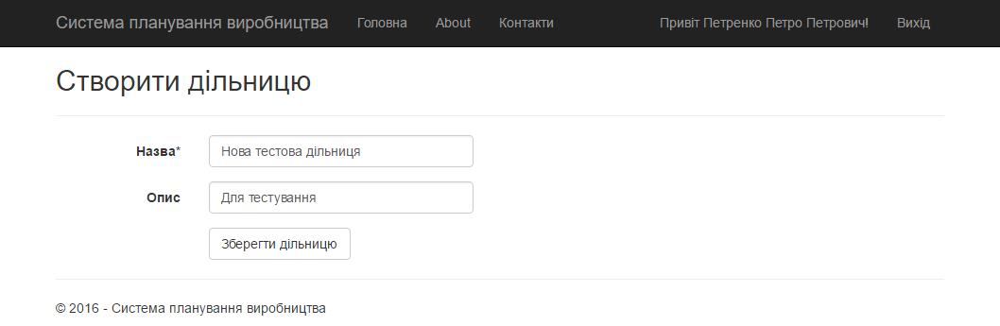 Система планування виробництва Головна About Контакти Привіт Петренко Петро Петрович! Вихід
Створити дільницю
Назва* Нова тестова дільниця
Опис Для тестування
Зберегти дільницю
© 2016 - Система планування виробництва